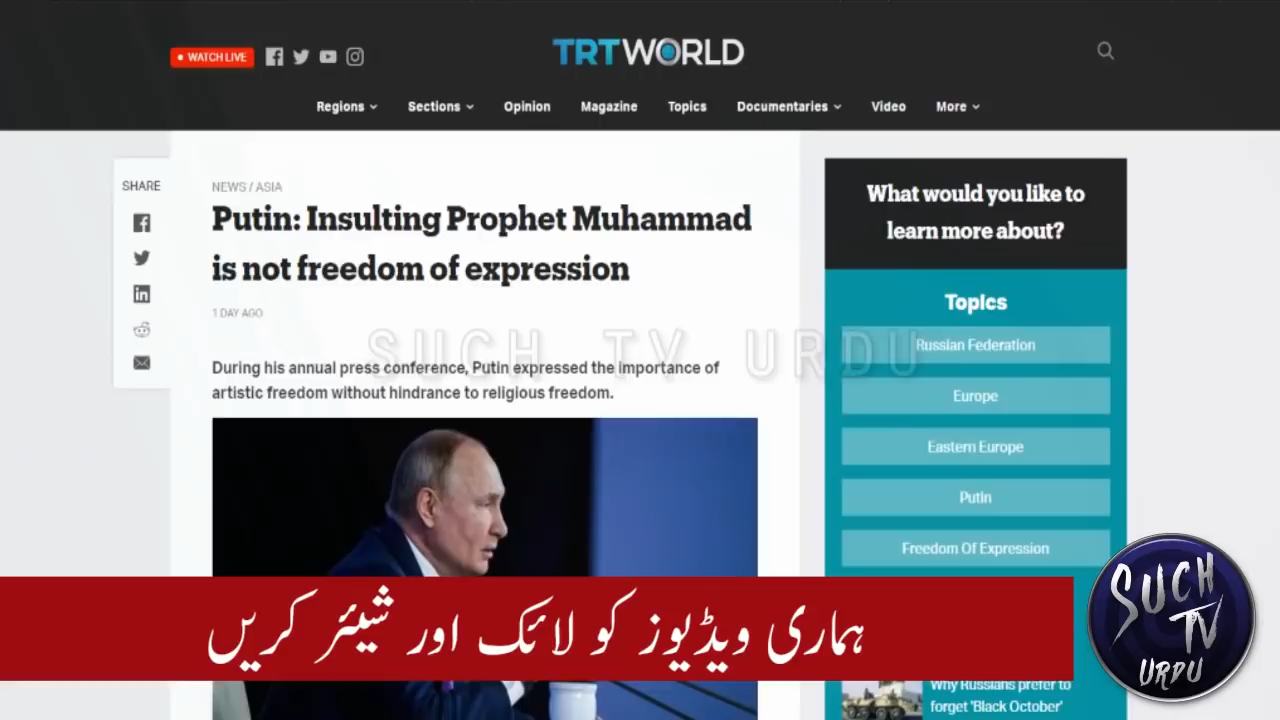 WATCH LIVE
TRT WORLD
Regions
Sections
Opinion
Magazine
Topics
Documentaries
Video
More
SHARE
NEWS / ASIA
Putin: Insulting Prophet Muhammad
is not freedom of expression
1 DAY AGO
During his annual press conference, Putin expressed the importance of
artistic freedom without hindrance to religious freedom.
SUCH TV URDU
What would you like to
learn more about?
Topics
Russian Federation
Europe
Eastern Europe
Putin
Freedom Of Expression
Why Russians prefer to
forget 'Black October'
ہماری ویڈیوز کو لائک اور شیئر کریں
SUCH
TV
URDU